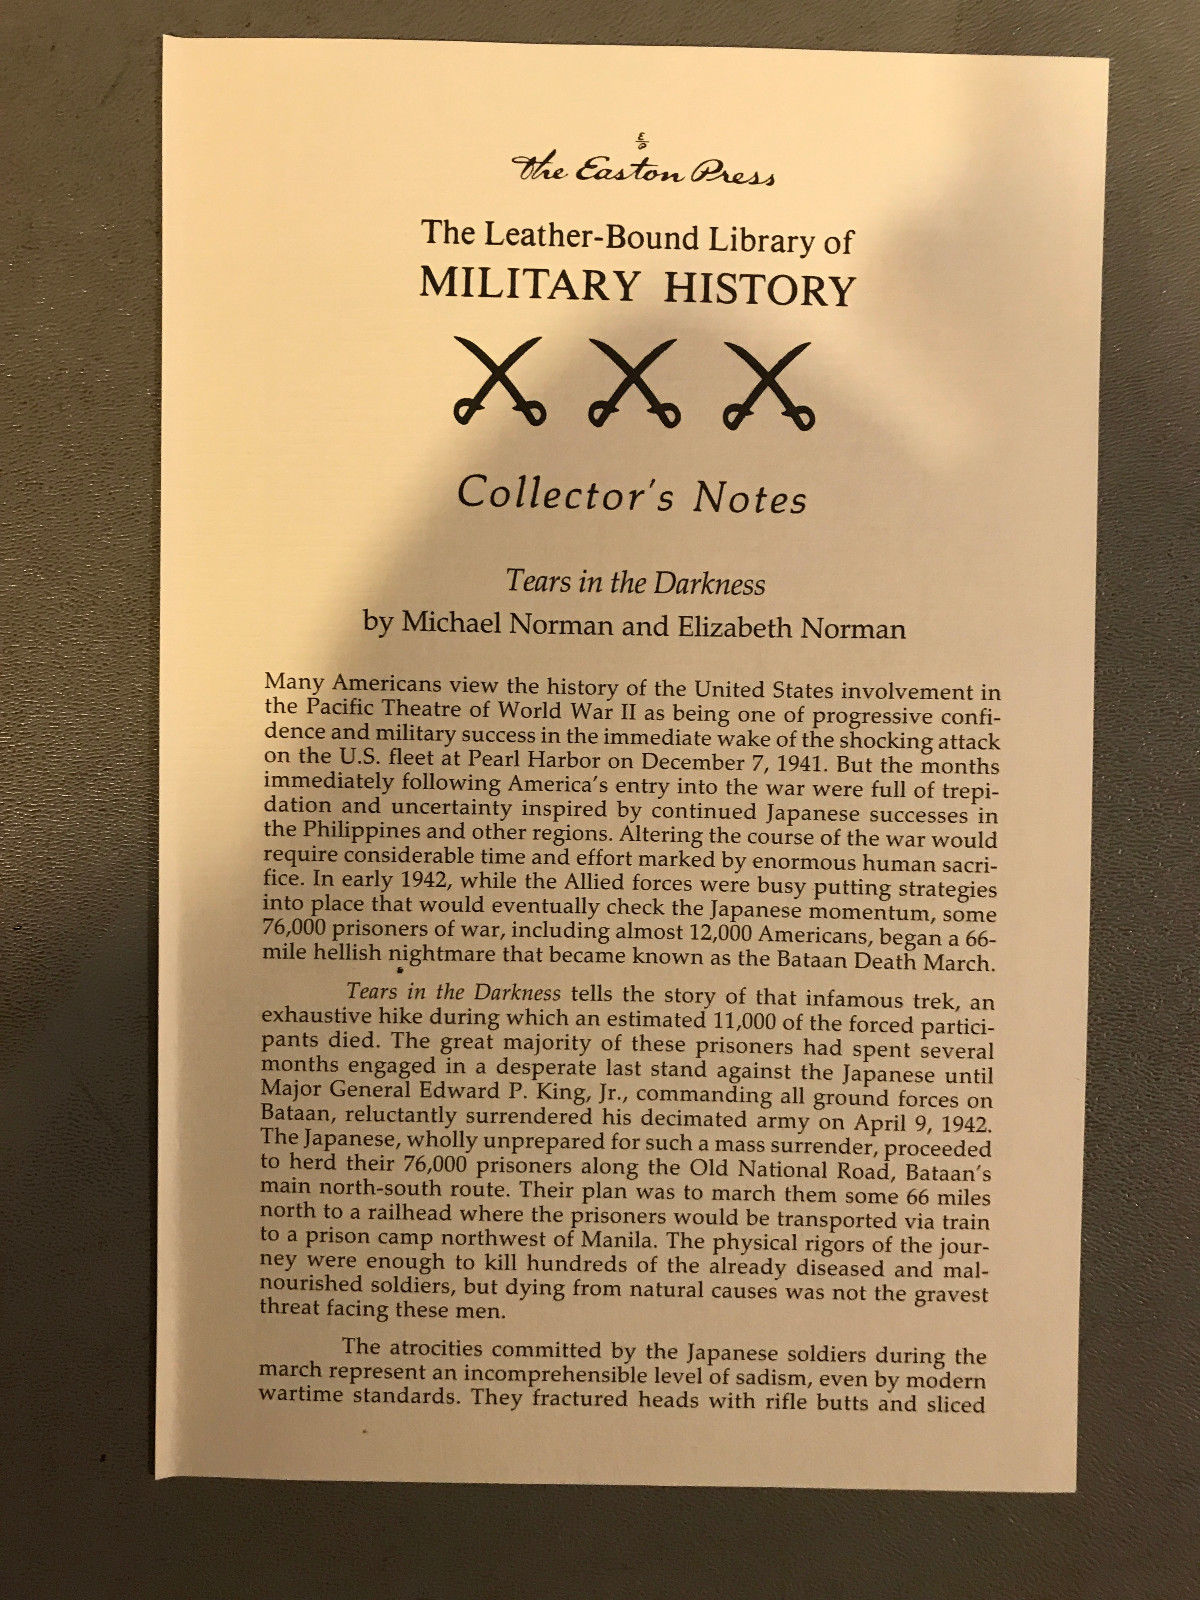 E
P
the Easton Press
The Leather-Bound Library of
MILITARY HISTORY
Collector's Notes
Tears in the Darkness
by Michael Norman and Elizabeth Norman
Many Americans view the history of the United States involvement in
the Pacific Theatre of World War II as being one of progressive confi-
dence and military success in the immediate wake of the shocking attack
on the U.S. fleet at Pearl Harbor on December 7, 1941. But the months
immediately following America's entry into the war were full of trepi-
dation and uncertainty inspired by continued Japanese successes in
the Philippines and other regions. Altering the course of the war would
require considerable time and effort marked by enormous human sacri-
fice. In early 1942, while the Allied forces were busy putting strategies
into place that would eventually check the Japanese momentum, some
76,000 prisoners of war, including almost 12,000 Americans, began a 66-
mile hellish nightmare that became known as the Bataan Death March.
Tears in the Darkness tells the story of that infamous trek, an
exhaustive hike during which an estimated 11,000 of the forced partici-
pants died. The great majority of these prisoners had spent several
months engaged in a desperate last stand against the Japanese until
Major General Edward P. King, Jr., commanding all ground forces on
Bataan, reluctantly surrendered his decimated army on April 9, 1942.
The Japanese, wholly unprepared for such a mass surrender, proceeded
to herd their 76,000 prisoners along the Old National Road, Bataan's
main north-south route. Their plan was to march them some 66 miles
north to a railhead where the prisoners would be transported via train
to a prison camp northwest of Manila. The physical rigors of the jour-
ney were enough to kill hundreds of the already diseased and mal-
nourished soldiers, but dying from natural causes was not the gravest
threat facing these men.
The atrocities committed by the Japanese soldiers during the
march represent an incomprehensible level of sadism, even by modern
wartime standards. They fractured heads with rifle butts and sliced